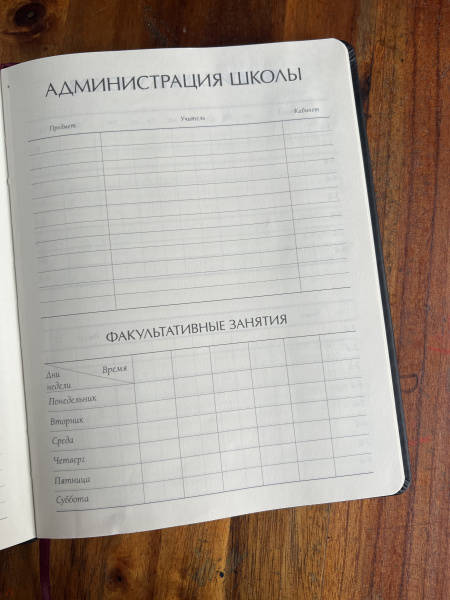 АДМИНИСТРАЦИЯ ШКОЛЫ
Предмет Учитель Кабинет
ФАКУЛЬТАТИВНЫЕ ЗАНЯТИЯ
Дни Время
недели
Понедельник
Вторник
Среда
Четверг
Пятница
Суббота